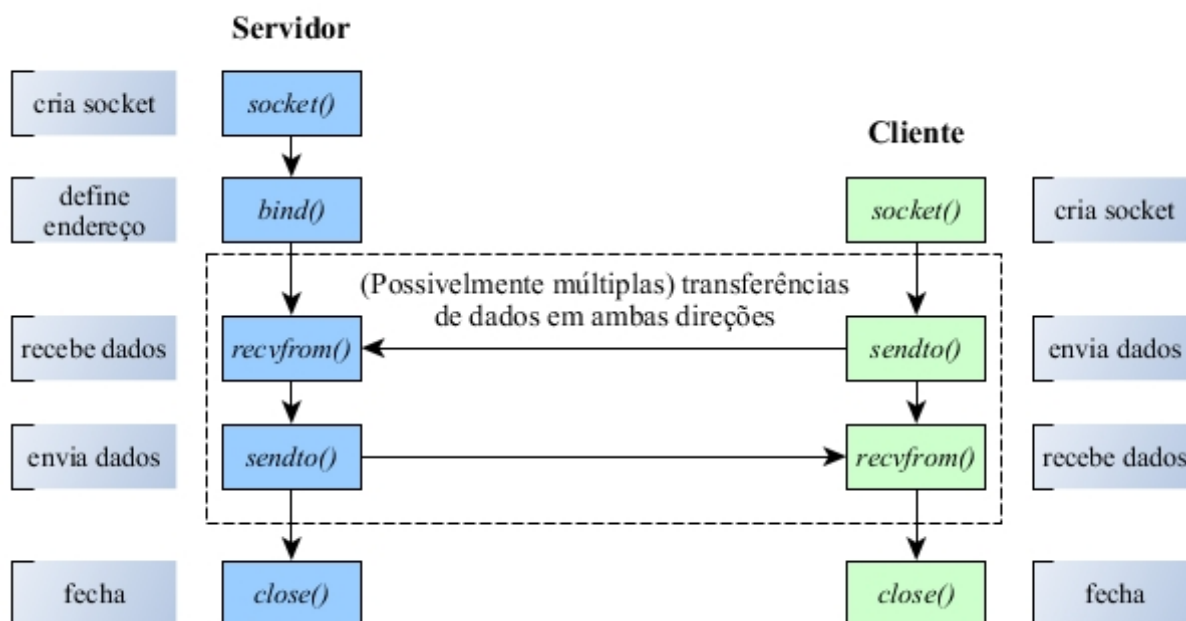 Servidor
cria socket
socket()
Cliente
define
endereço
bind()
socket()
cria socket
(Possivelmente múltiplas) transferências
de dados em ambas direções
recebe dados
recvfrom()
sendto()
envia dados
envia dados
sendto()
recvfrom()
recebe dados
fecha
close()
close()
fecha